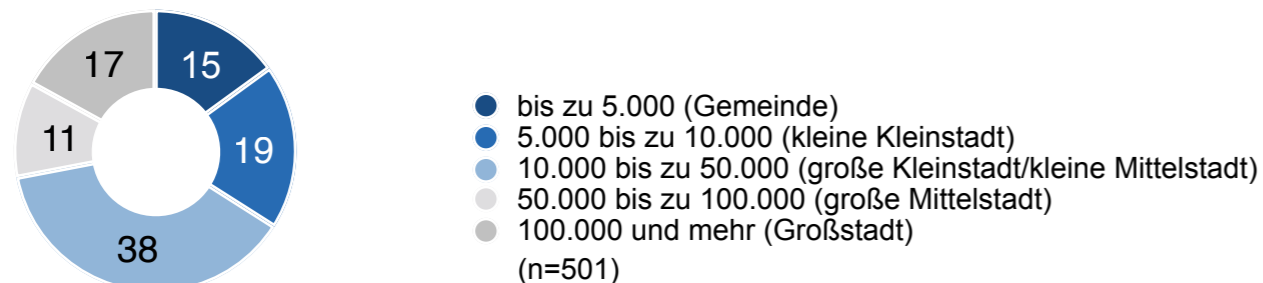 17
15
11
19
38
bis zu 5.000 (Gemeinde)
5.000 bis zu 10.000 (kleine Kleinstadt)
10.000 bis zu 50.000 (große Kleinstadt/kleine Mittelstadt)
50.000 bis zu 100.000 (große Mittelstadt)
100.000 und mehr (Großstadt)
(n=501)